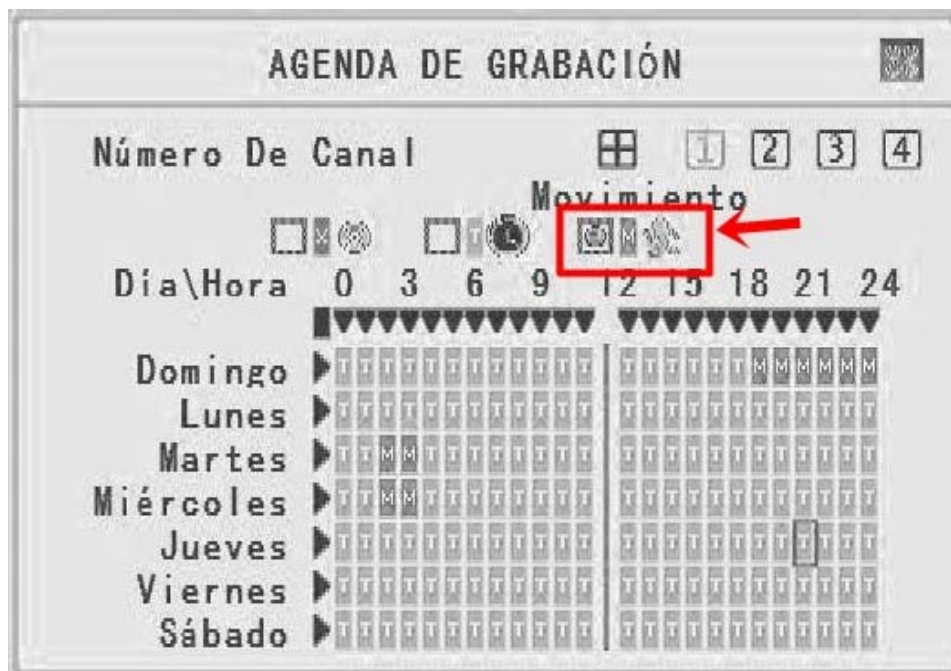 AGENDA DE GRABACIÓN
Número De Canal 1 2 3 4
Movimiento
X T M
Día\Hora 0 3 6 9 12 15 18 21 24
Domingo T T T T T T T T T T T T T T T T T T M M M M M M
Lunes T T T T T T T T T T T T T T T T T T T T T T T T
Martes T T M M T T T T T T T T T T T T T T T T T T T T
Miércoles T T M M T T T T T T T T T T T T T T T T T T T T
Jueves T T T T T T T T T T T T T T T T T T T T T T T T
Viernes T T T T T T T T T T T T T T T T T T T T T T T T
Sábado T T T T T T T T T T T T T T T T T T T T T T T T